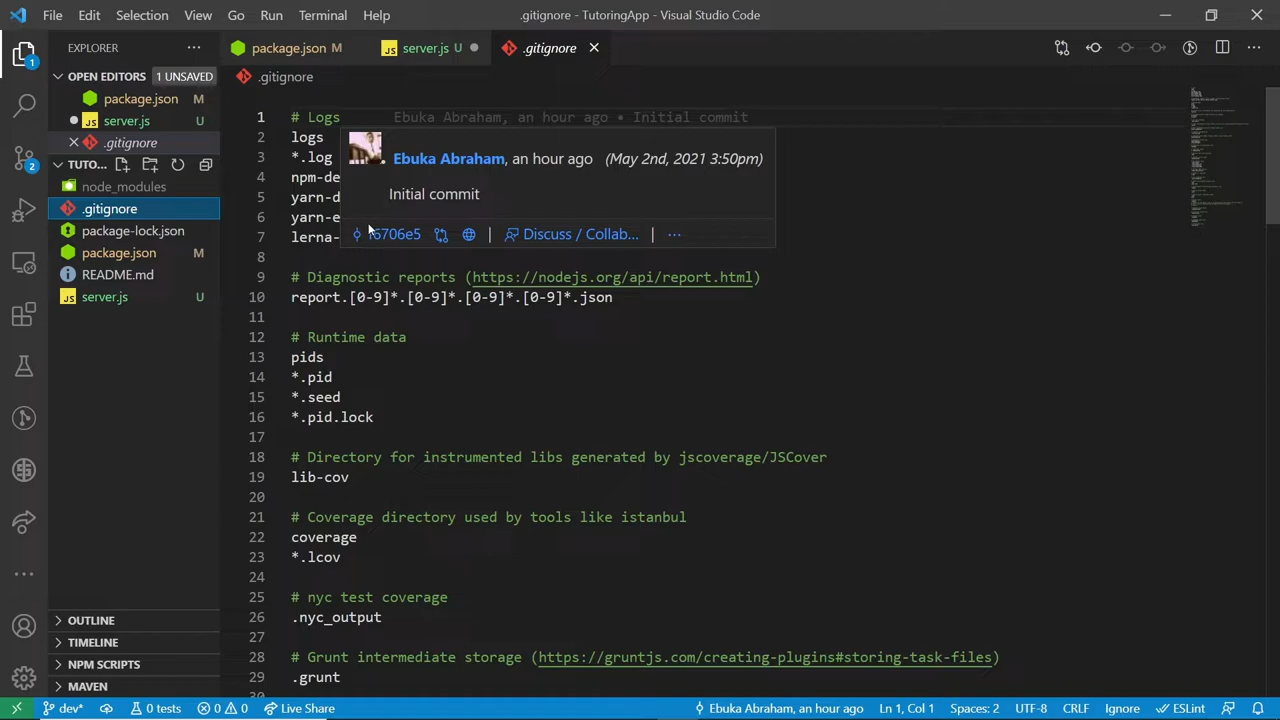 File Edit Selection View Go Run Terminal Help .gitignore - TutoringApp - Visual Studio Code
EXPLORER
package.json M
JS server.js U
.gitignore
1
OPEN EDITORS 1 UNSAVED
.gitignore
package.json M
JS server.js U
.gitignore
2
TUTO...
node_modules
.gitignore
package-lock.json
package.json M
README.md
JS server.js U
OUTLINE
TIMELINE
NPM SCRIPTS
MAVEN
1 # Logs Ebuka Abraham, an hour ago • Initial commit
2 logs
3 *.log
4 npm-de
5 yarn-d
6 yarn-e
7 lerna-
Ebuka Abraham, an hour ago (May 2nd, 2021 3:50pm)
Initial commit
Discuss / Collab...
8
9 # Diagnostic reports (https://nodejs.org/api/report.html)
10 report.[0-9]*.[0-9]*.[0-9]*.[0-9]*.json
11
12 # Runtime data
13 pids
14 *.pid
15 *.seed
16 *.pid.lock
17
18 # Directory for instrumented libs generated by jscoverage/JSCover
19 lib-cov
20
21 # Coverage directory used by tools like istanbul
22 coverage
23 *.lcov
24
25 # nyc test coverage
26 .nyc_output
27
28 # Grunt intermediate storage (https://gruntjs.com/creating-plugins#storing-task-files)
29 .grunt
30
dev* 0 tests 0 0 Live Share Ebuka Abraham, an hour ago Ln 1, Col 1 Spaces: 2 UTF-8 CRLF Ignore ESLint